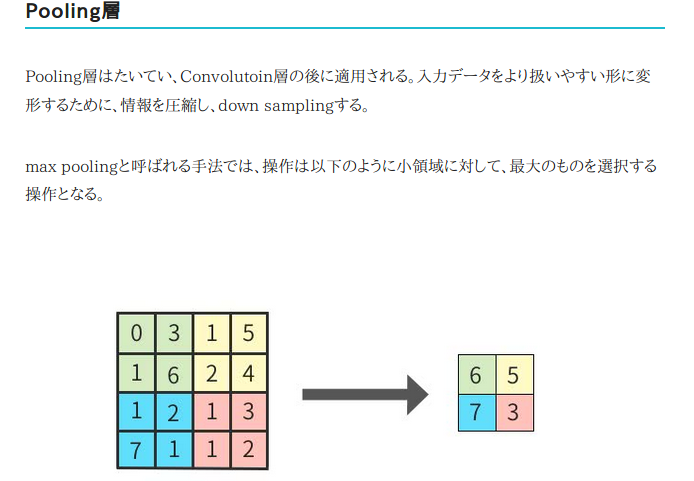 Pooling層
Pooling層はたいてい、Convolutoin層の後に適用される。入力データをより扱いやすい形に変
形するために、情報を圧縮し、down samplingする。
max poolingと呼ばれる手法では、操作は以下のように小領域に対して、最大のものを選択する
操作となる。
0 3 1 5
1 6 2 4
1 2 1 3
7 1 1 2
6 5
7 3